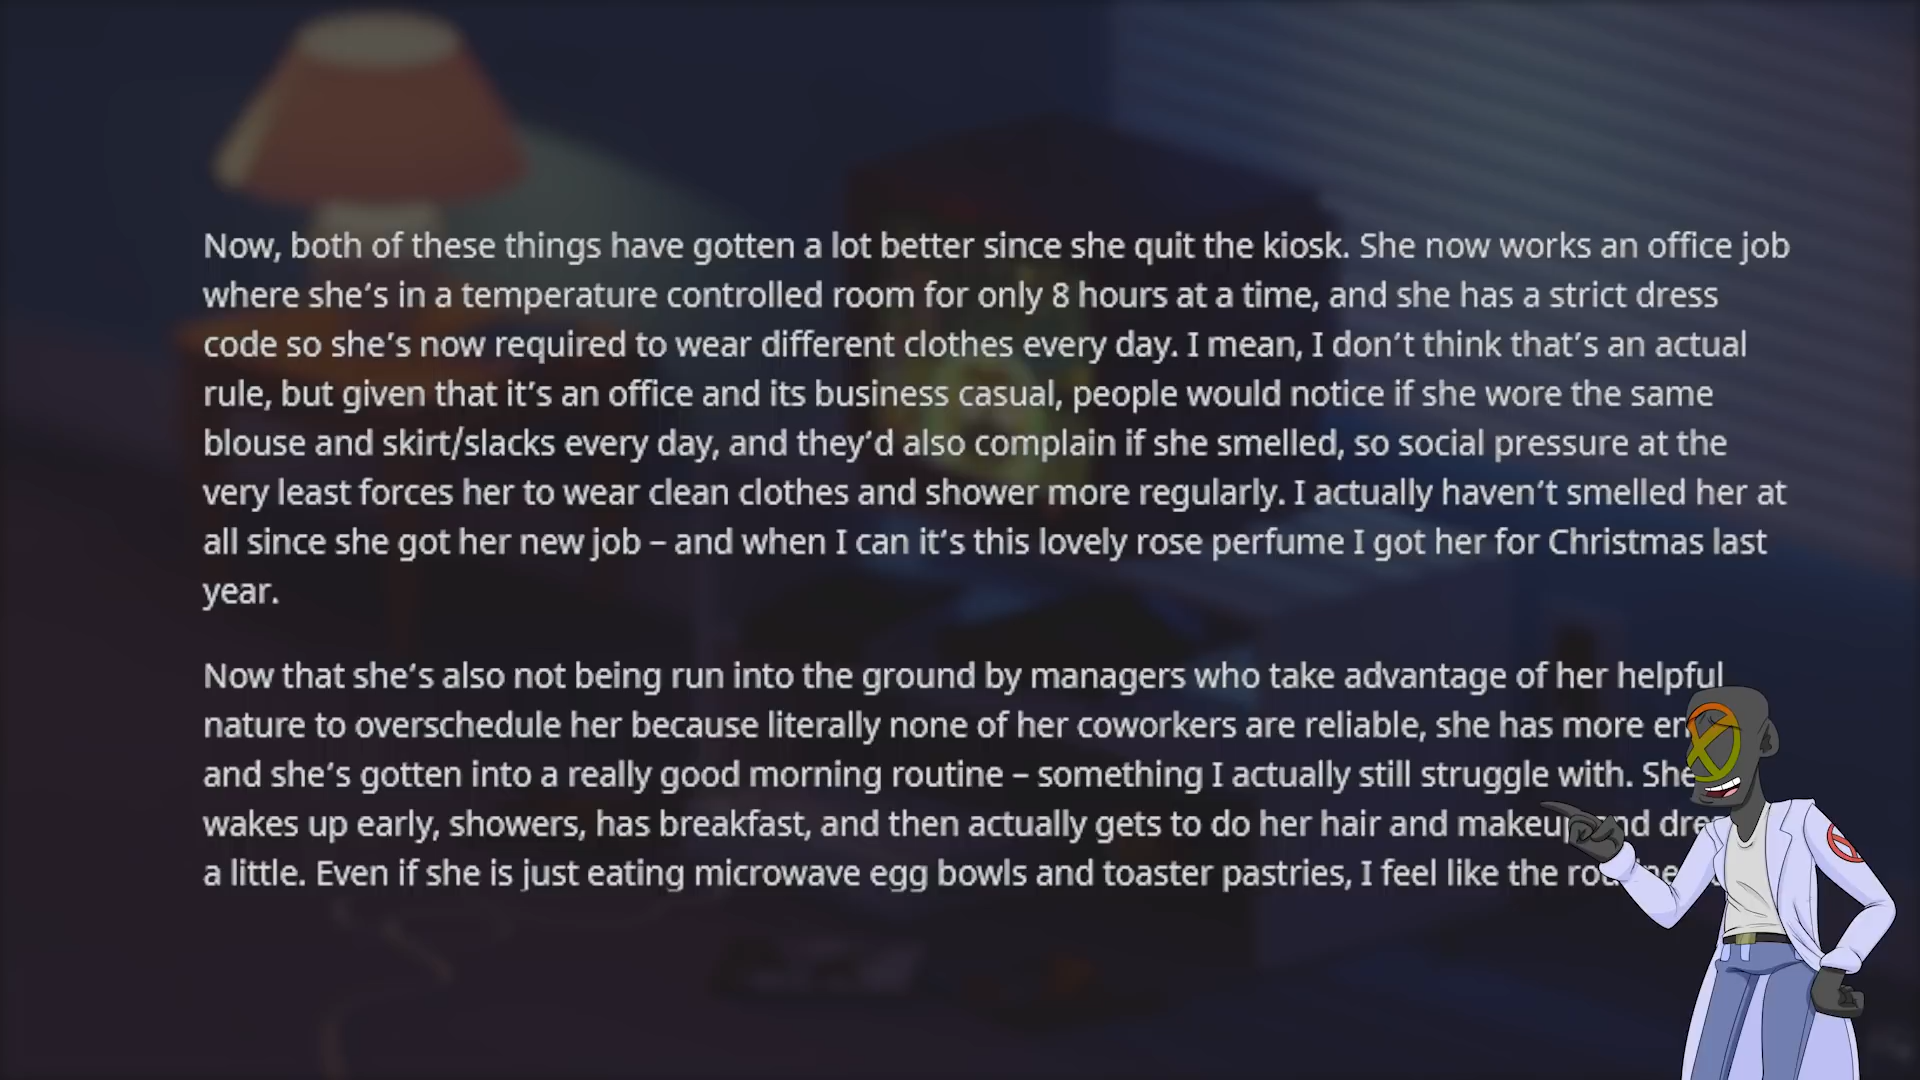 Now, both of these things have gotten a lot better since she quit the kiosk. She now works an office job
where she's in a temperature controlled room for only 8 hours at a time, and she has a strict dress
code so she's now required to wear different clothes every day. I mean, I don't think that's an actual
rule, but given that it's an office and its business casual, people would notice if she wore the same
blouse and skirt/slacks every day, and they'd also complain if she smelled, so social pressure at the
very least forces her to wear clean clothes and shower more regularly. I actually haven't smelled her at
all since she got her new job – and when I can it's this lovely rose perfume I got her for Christmas last
year.
Now that she's also not being run into the ground by managers who take advantage of her helpful
nature to overschedule her because literally none of her coworkers are reliable, she has more
and she's gotten into a really good morning routine – something I actually still struggle with. She
wakes up early, showers, has breakfast, and then actually gets to do her hair and makeup
a little. Even if she is just eating microwave egg bowls and toaster pastries, I feel like the